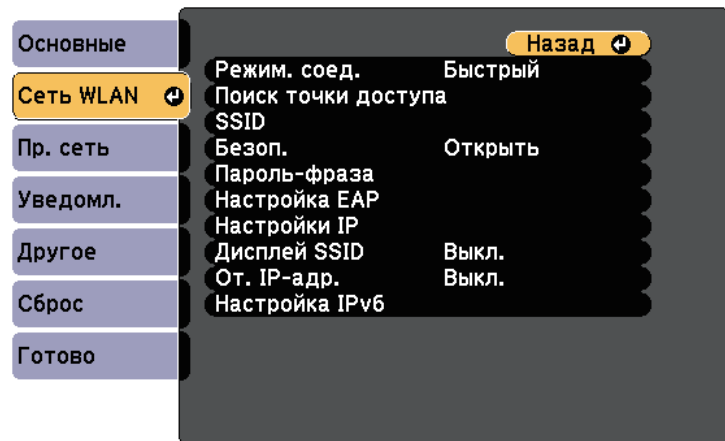 Основные
Сеть WLAN
Пр. сеть
Уведомл.
Другое
Сброс
Готово
Назад
Режим. соед. Быстрый
Поиск точки доступа
SSID
Безоп. Открыть
Пароль-фраза
Настройка EAP
Настройки IP
Дисплей SSID Выкл.
От. IP-адр. Выкл.
Настройка IPv6